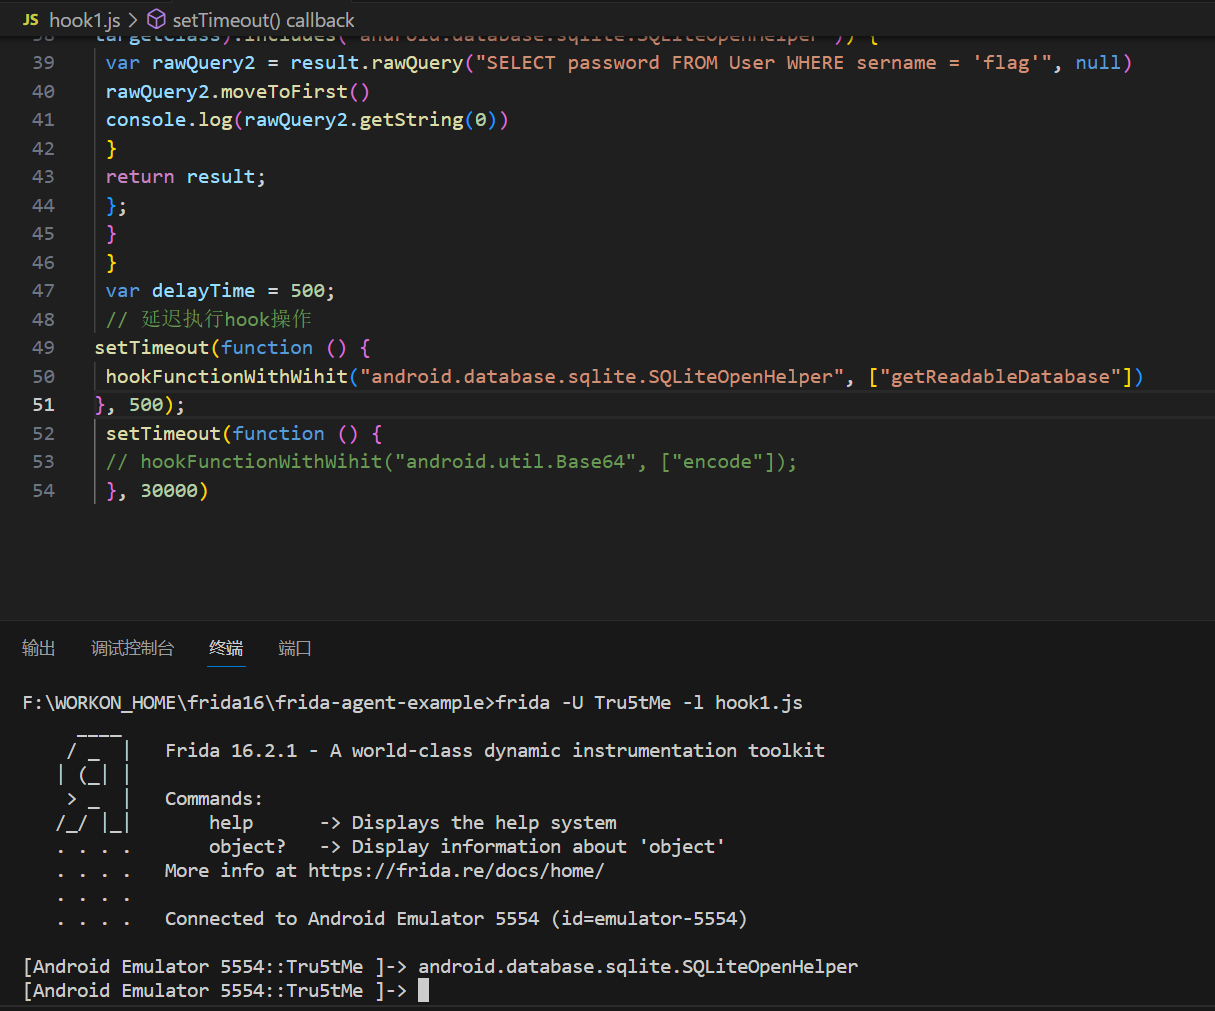 JS hook1.js > setTimeout() callback
38 targetClass).includes("android.database.sqlite.SQLiteOpenHelper")) {
39 var rawQuery2 = result.rawQuery("SELECT password FROM User WHERE sername = 'flag'", null)
40 rawQuery2.moveToFirst()
41 console.log(rawQuery2.getString(0))
42 }
43 return result;
44 };
45 }
46 }
47 var delayTime = 500;
48 // 延迟执行hook操作
49 setTimeout(function () {
50 hookFunctionWithWihit("android.database.sqlite.SQLiteOpenHelper", ["getReadableDatabase"])
51 }, 500);
52 setTimeout(function () {
53 // hookFunctionWithWihit("android.util.Base64", ["encode"]);
54 }, 30000)
输出 调试控制台 终端 端口
F:\WORKON_HOME\frida16\frida-agent-example>frida -U Tru5tMe -l hook1.js
____
/ _  | Frida 16.2.1 - A world-class dynamic instrumentation toolkit
| (_| |
> _  | Commands:
/_/ |_| help -> Displays the help system
. . . . object? -> Display information about 'object'
. . . . More info at https://frida.re/docs/home/
. . . .
. . . . Connected to Android Emulator 5554 (id=emulator-5554)
[Android Emulator 5554::Tru5tMe ]-> android.database.sqlite.SQLiteOpenHelper
[Android Emulator 5554::Tru5tMe ]->